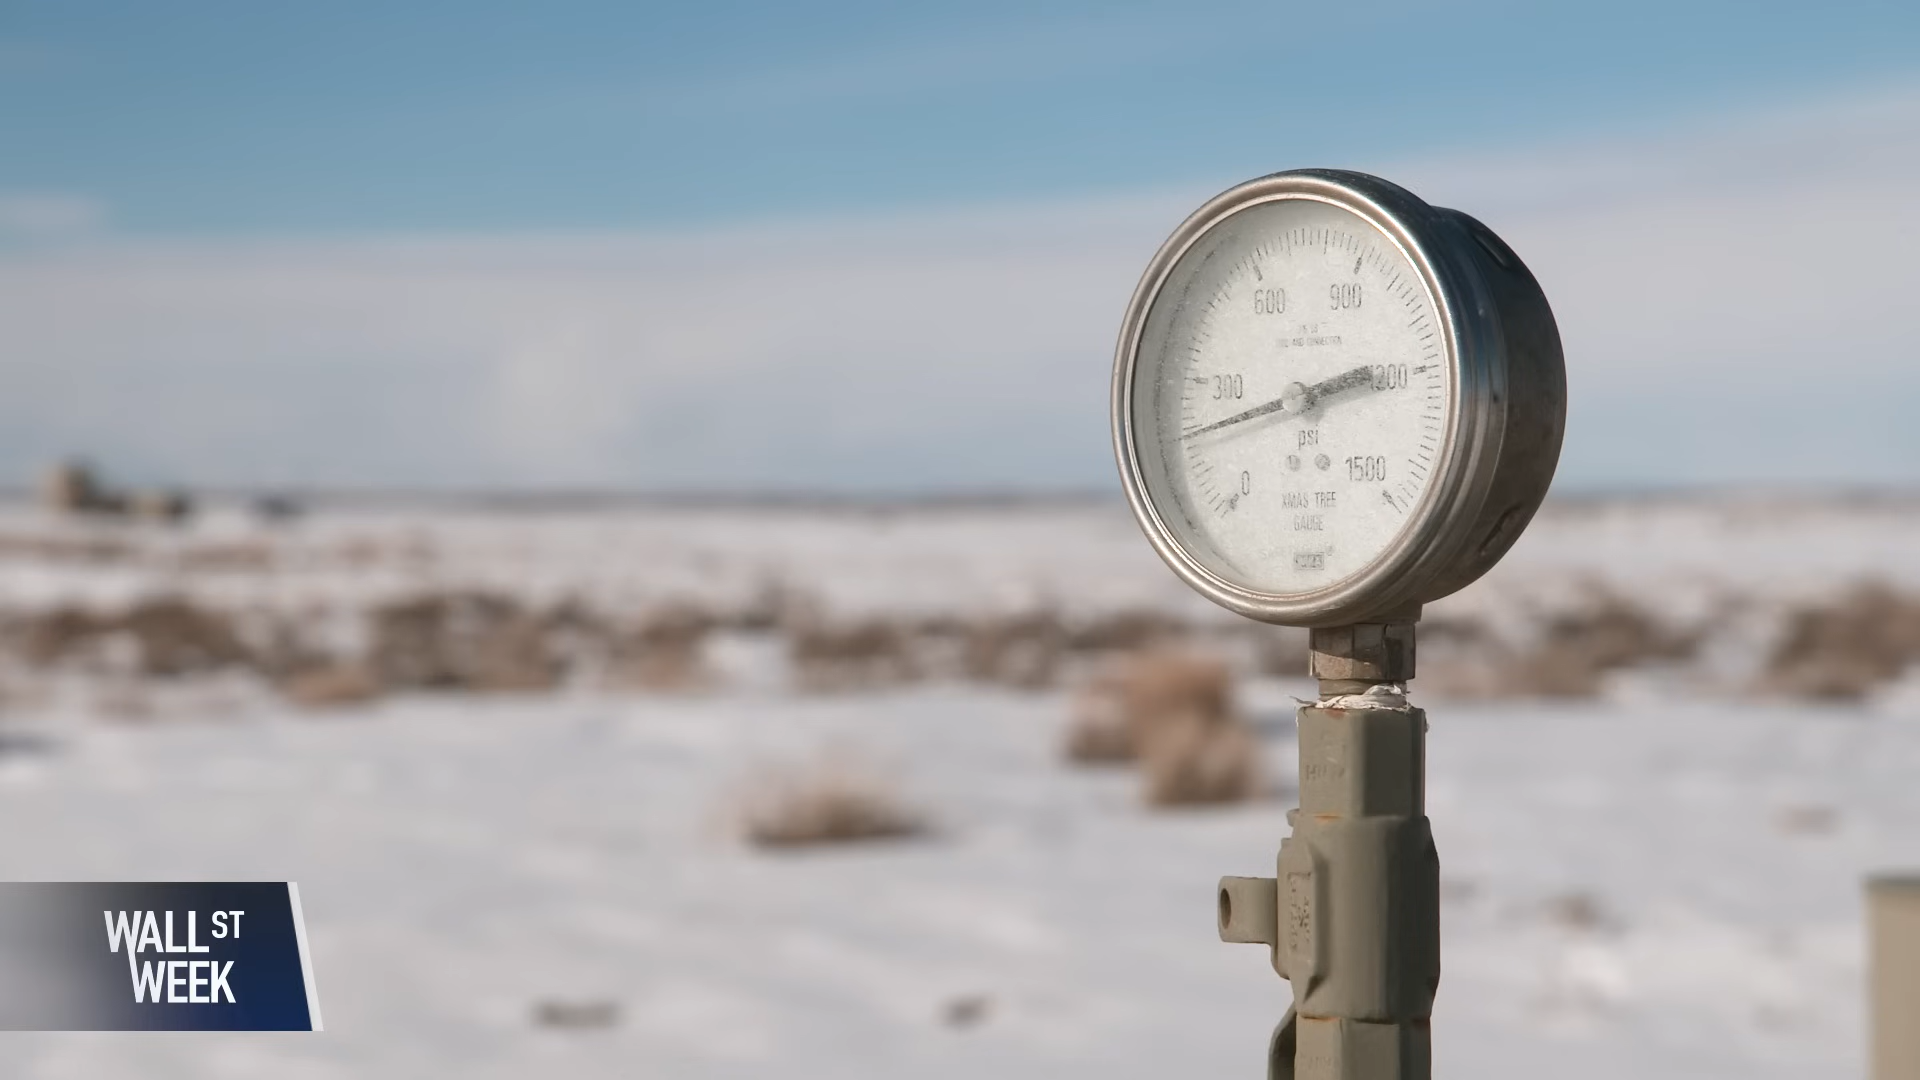 600 900
300 1200
psi
0 1500
XMAS TREE
GAUGE
WALL ST
WEEK